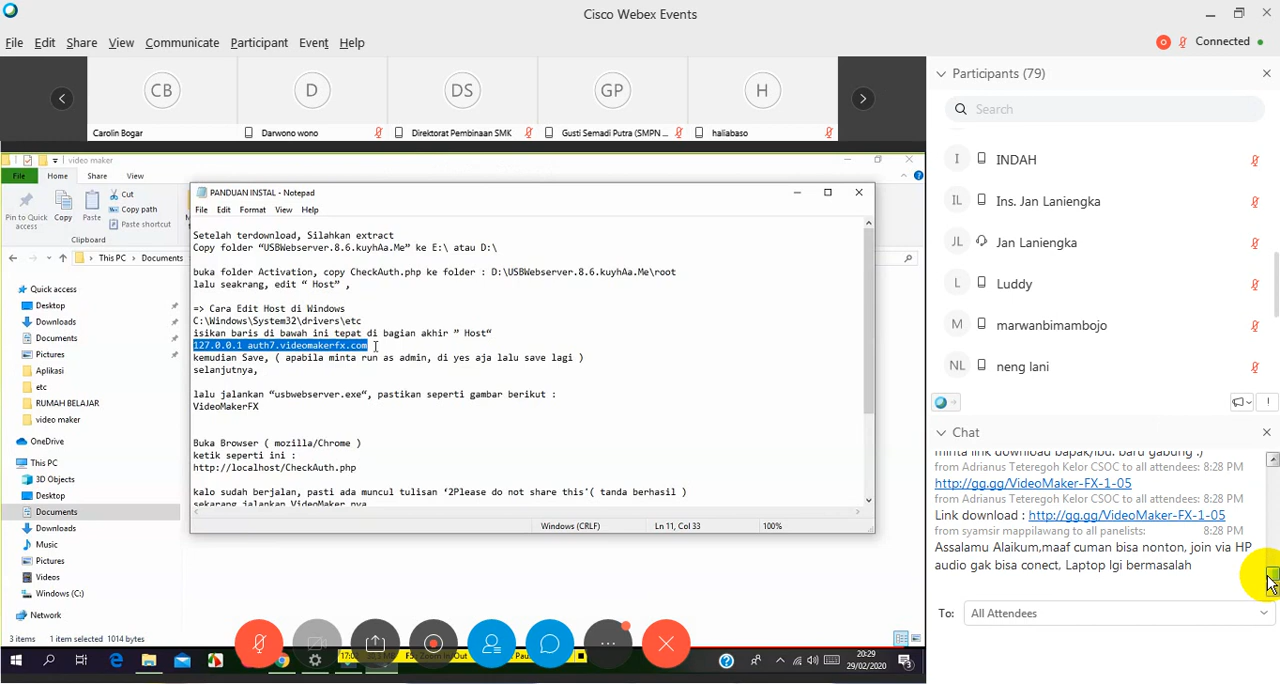 Cisco Webex Events
File Edit Share View Communicate Participant Event Help
Connected
CB
D
DS
GP
H
Carolin Bogar
Darwono wono
Direktorat Pembinaan SMK
Gusti Semadi Putra (SMPN ...
haliabaso
video maker
File Home Share View
Pin to Quick access
Copy
Paste
Cut
Copy path
Paste shortcut
Clipboard
This PC Documents
Quick access
Desktop
Downloads
Documents
Pictures
Aplikasi
etc
RUMAH BELAJAR
video maker
OneDrive
This PC
3D Objects
Desktop
Documents
Downloads
Music
Pictures
Videos
Windows (C:)
Network
3 items 1 item selected 1014 bytes
PANDUAN INSTAL - Notepad
File Edit Format View Help
Setelah terdownload, Silahkan extract
Copy folder “USBWebserver.8.6.kuyhAa.Me” ke E:\ atau D:\
buka folder Activation, copy CheckAuth.php ke folder : D:\USBWebserver.8.6.kuyhAa.Me\root
lalu seakrang, edit “ Host” ,
=> Cara Edit Host di Windows
C:\Windows\System32\drivers\etc
isikan baris di bawah ini tepat di bagian akhir ” Host“
127.0.0.1 auth7.videomakerfx.com
kemudian Save, ( apabila minta run as admin, di yes aja lalu save lagi )
selanjutnya,
lalu jalankan “usbwebserver.exe“, pastikan seperti gambar berikut :
VideoMakerFX
Buka Browser ( mozilla/Chrome )
ketik seperti ini :
http://localhost/CheckAuth.php
kalo sudah berjalan, pasti ada muncul tulisan ‘2Please do not share this’( tanda berhasil )
sekarang jalankan VideoMaker nya
Windows (CRLF) Ln 11, Col 33 100%
20:29
29/02/2020
3
Participants (79)
Search
I INDAH
IL Ins. Jan Laniengka
JL Jan Laniengka
L Luddy
M marwanbimambojo
NL neng lani
Chat
minta link download bapak/ibu. baru gabung :)
from Adrianus Teteregoh Kelor CSOC to all attendees: 8:28 PM
http://gg.gg/VideoMaker-FX-1-05
from Adrianus Teteregoh Kelor CSOC to all attendees: 8:28 PM
Link download : http://gg.gg/VideoMaker-FX-1-05
from syamsir mappilawang to all panelists: 8:28 PM
Assalamu Alaikum,maaf cuman bisa nonton, join via HP
audio gak bisa conect, Laptop lgi bermasalah
To: All Attendees